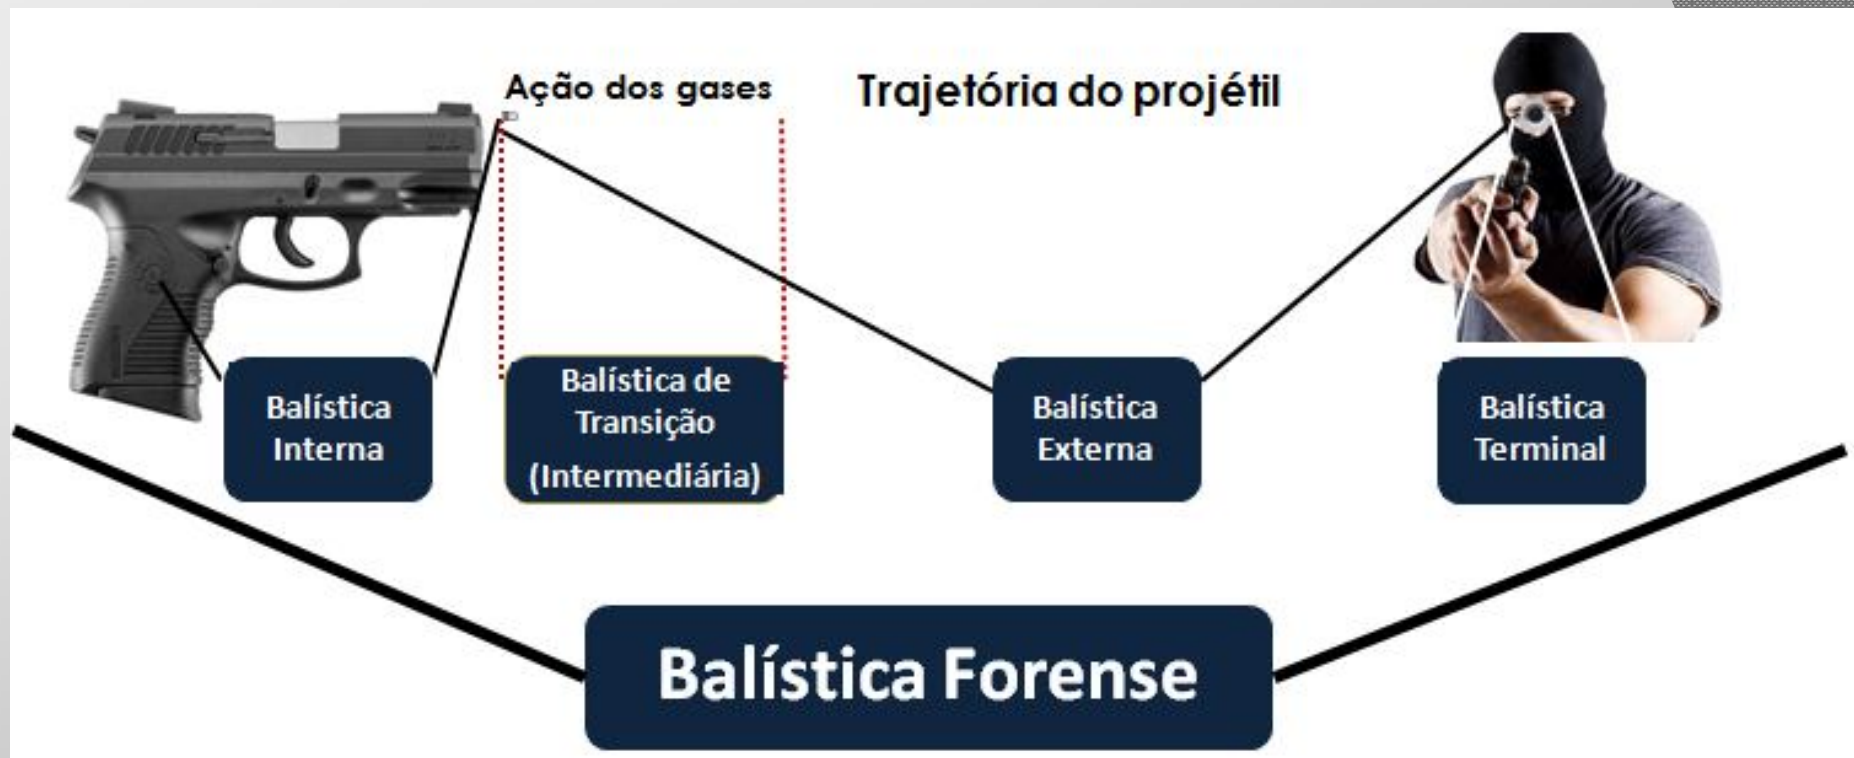 Ação dos gases
Trajetória do projétil
Balística
Interna
Balística de
Transição
(Intermediária)
Balística
Externa
Balística
Terminal
Balística Forense